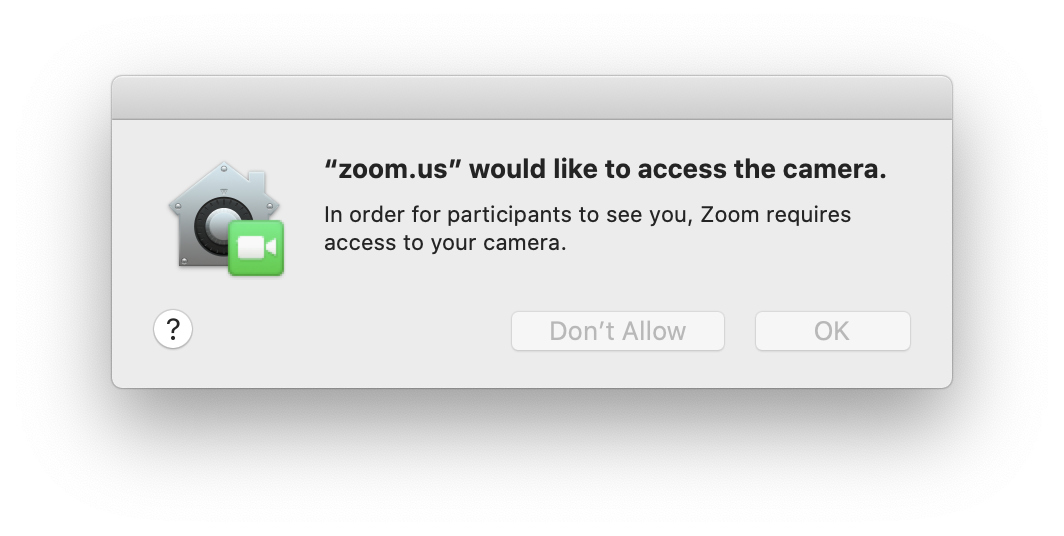 “zoom.us” would like to access the camera.
In order for participants to see you, Zoom requires
access to your camera.
?
Don’t Allow
OK